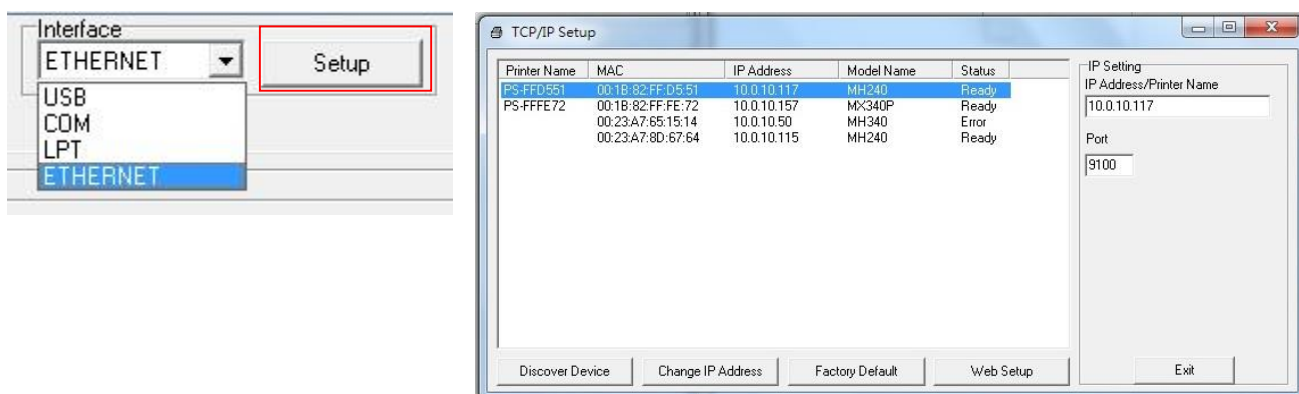 Interface
ETHERNET Setup
USB
COM
LPT
ETHERNET
TCP/IP Setup
Printer Name MAC IP Address Model Name Status
PS-FFD551 00:1B:82:FF:D5:51 10.0.10.117 MH240 Ready
PS-FFFE72 00:1B:82:FF:FE:72 10.0.10.157 MX340P Ready
00:23:A7:65:15:14 10.0.10.50 MH340 Error
00:23:A7:8D:67:64 10.0.10.115 MH240 Ready
IP Setting
IP Address/Printer Name
10.0.10.117
Port
9100
Discover Device Change IP Address Factory Default Web Setup Exit